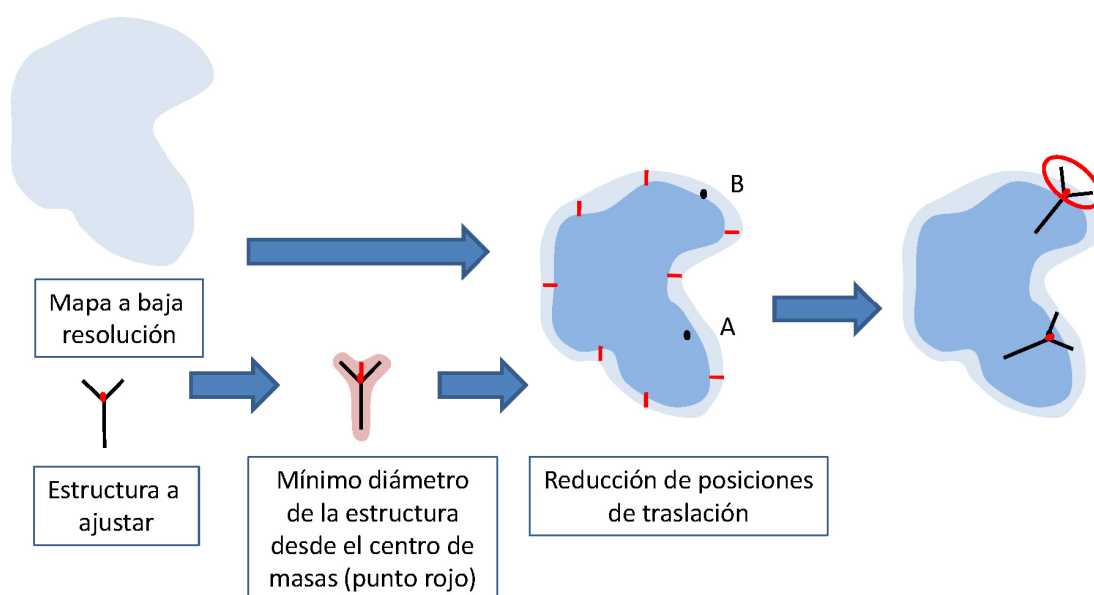 Mapa a baja
resolución
Estructura a
ajustar
Mínimo diámetro
de la estructura
desde el centro de
masas (punto rojo)
B
A
Reducción de posiciones
de traslación